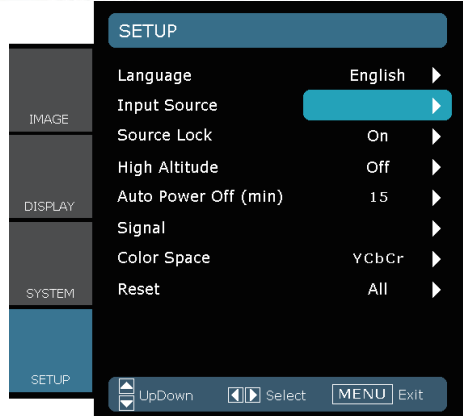 SETUP
Language English
Input Source
Source Lock On
High Altitude Off
Auto Power Off (min) 15
Signal
Color Space YCbCr
Reset All
IMAGE
DISPLAY
SYSTEM
SETUP
UpDown Select MENU Exit